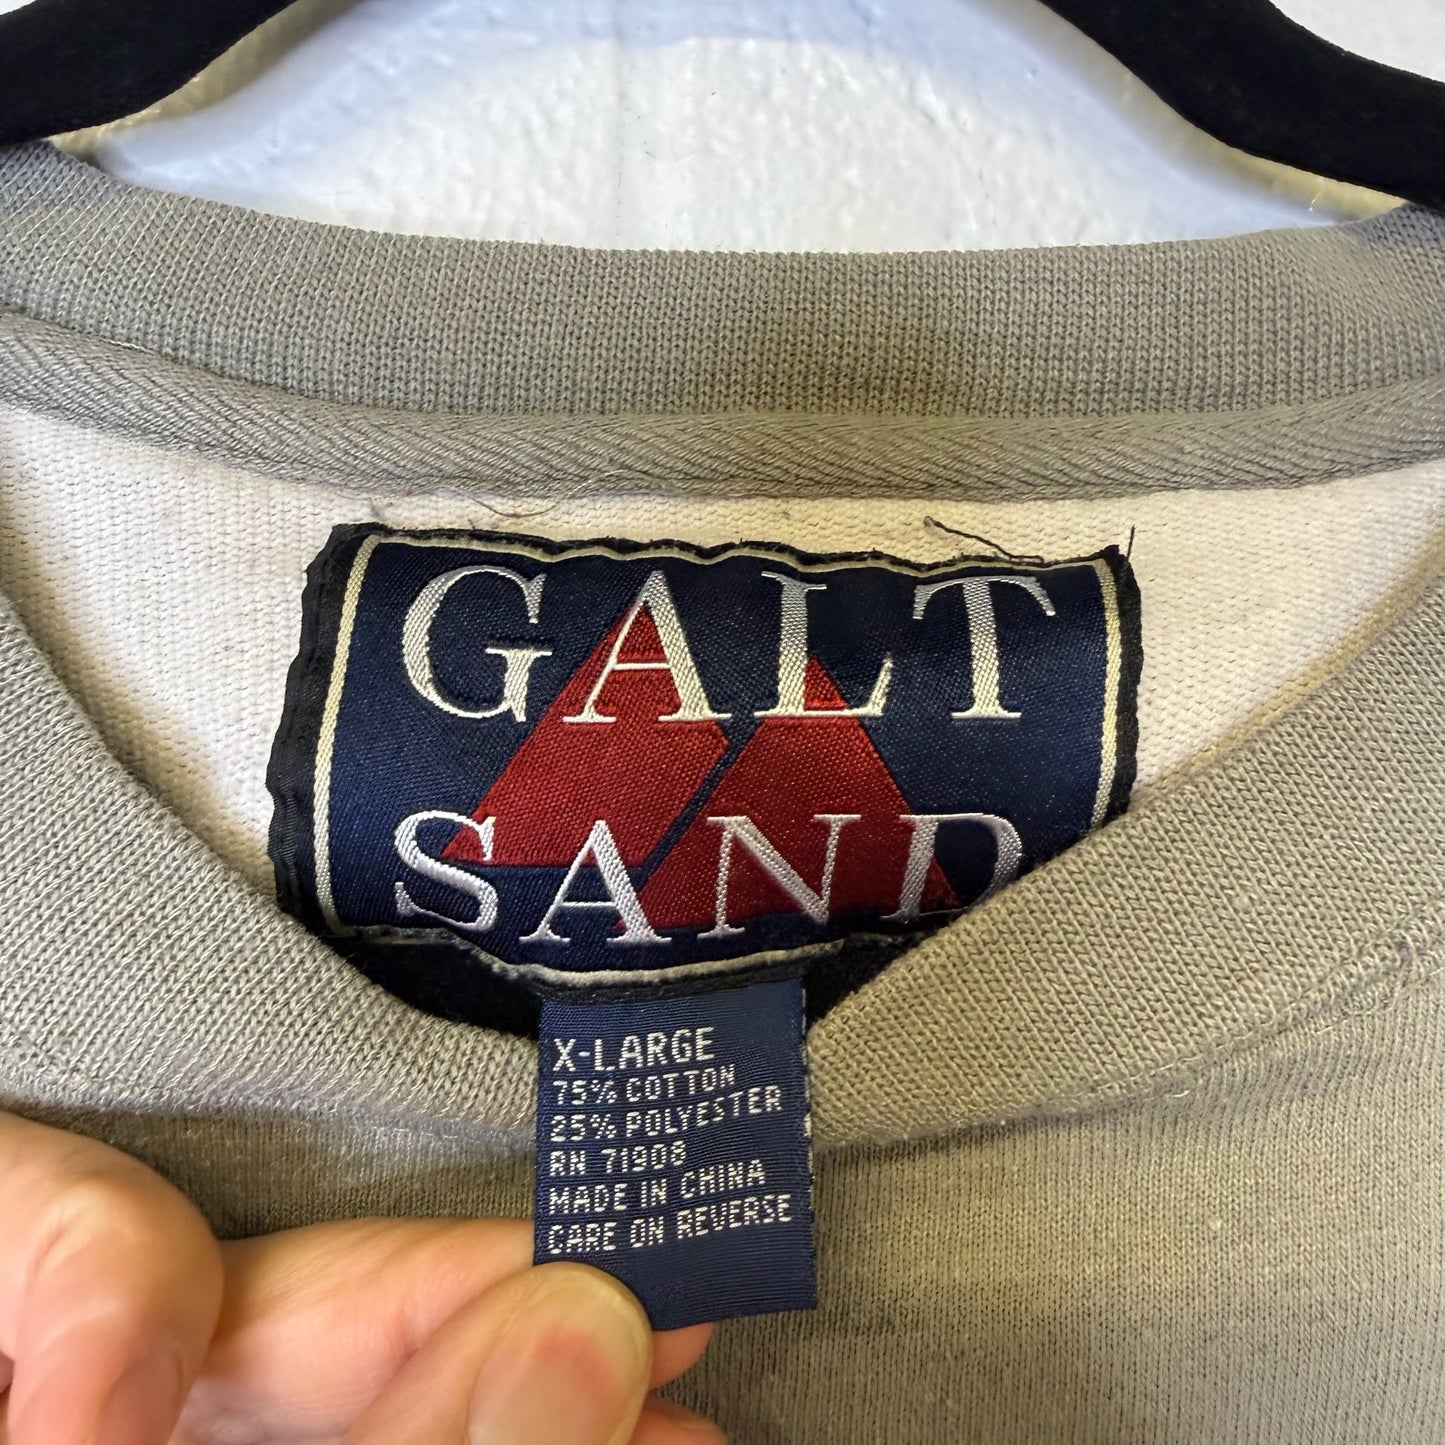 GALT
SAND
X-LARGE
75% COTTON
25% POLYESTER
RN 71908
MADE IN CHINA
CARE ON REVERSE